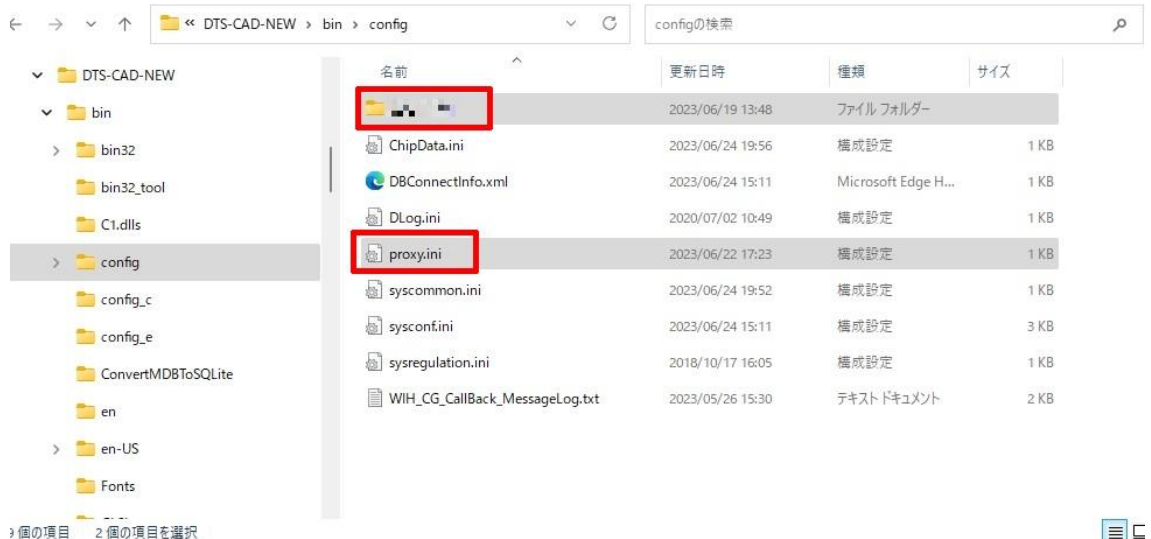 « DTS-CAD-NEW › bin › config
configの検索
DTS-CAD-NEW
bin
bin32
bin32_tool
C1.dlls
config
config_c
config_e
ConvertMDBToSQLite
en
en-US
Fonts
名前 更新日時 種類 サイズ
2023/06/19 13:48 ファイル フォルダー
ChipData.ini 2023/06/24 19:56 構成設定 1 KB
DBConnectInfo.xml 2023/06/24 15:11 Microsoft Edge H... 1 KB
DLog.ini 2020/07/02 10:49 構成設定 1 KB
proxy.ini 2023/06/22 17:23 構成設定 1 KB
syscommon.ini 2023/06/24 19:52 構成設定 1 KB
sysconf.ini 2023/06/24 15:11 構成設定 3 KB
sysregulation.ini 2018/10/17 16:05 構成設定 1 KB
WIH_CG_CallBack_MessageLog.txt 2023/05/26 15:30 テキスト ドキュメント 2 KB
9 個の項目 2 個の項目を選択